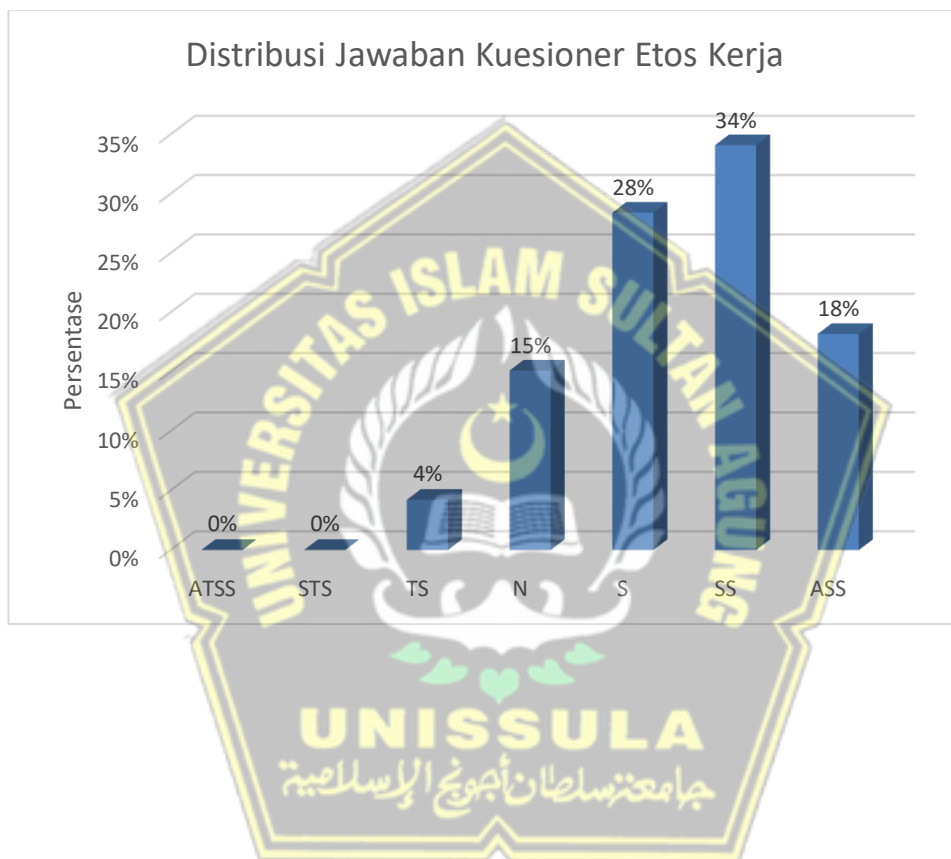 Distribusi Jawaban Kuesioner Etos Kerja
Persentase
35%
30%
25%
20%
15%
10%
5%
0%
0%
0%
4%
15%
28%
34%
18%
ATSS STS TS N S SS ASS
UNIVERSITAS ISLAM SULTAN AGUNG
UNISSULA
جامعتسلطان أجونج الإسلامية